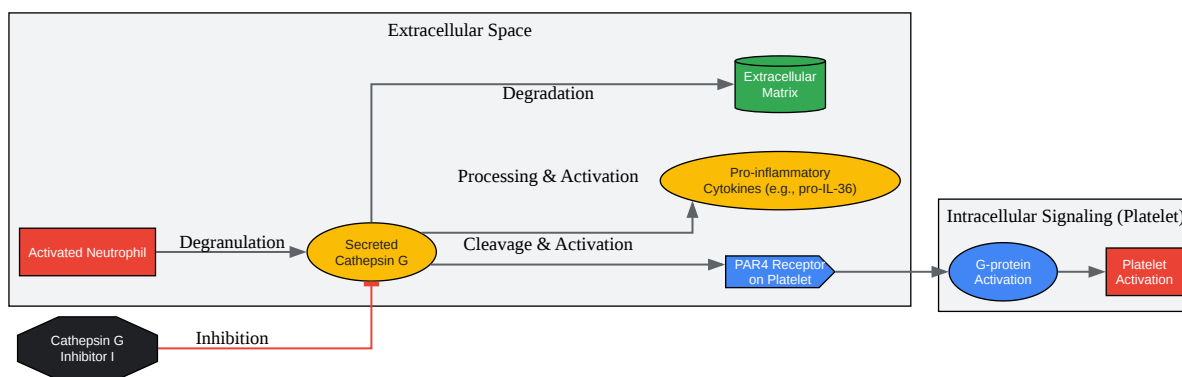 Extracellular Space
Extracellular
Matrix
Degradation
Processing & Activation
Pro-inflammatory
Cytokines (e.g., pro-IL-36)
Intracellular Signaling (Platelet)
Activated Neutrophil
Degranulation
Secreted
Cathepsin G
Cleavage & Activation
PAR4 Receptor
on Platelet
G-protein
Activation
Platelet
Activation
Cathepsin G
Inhibitor I
Inhibition